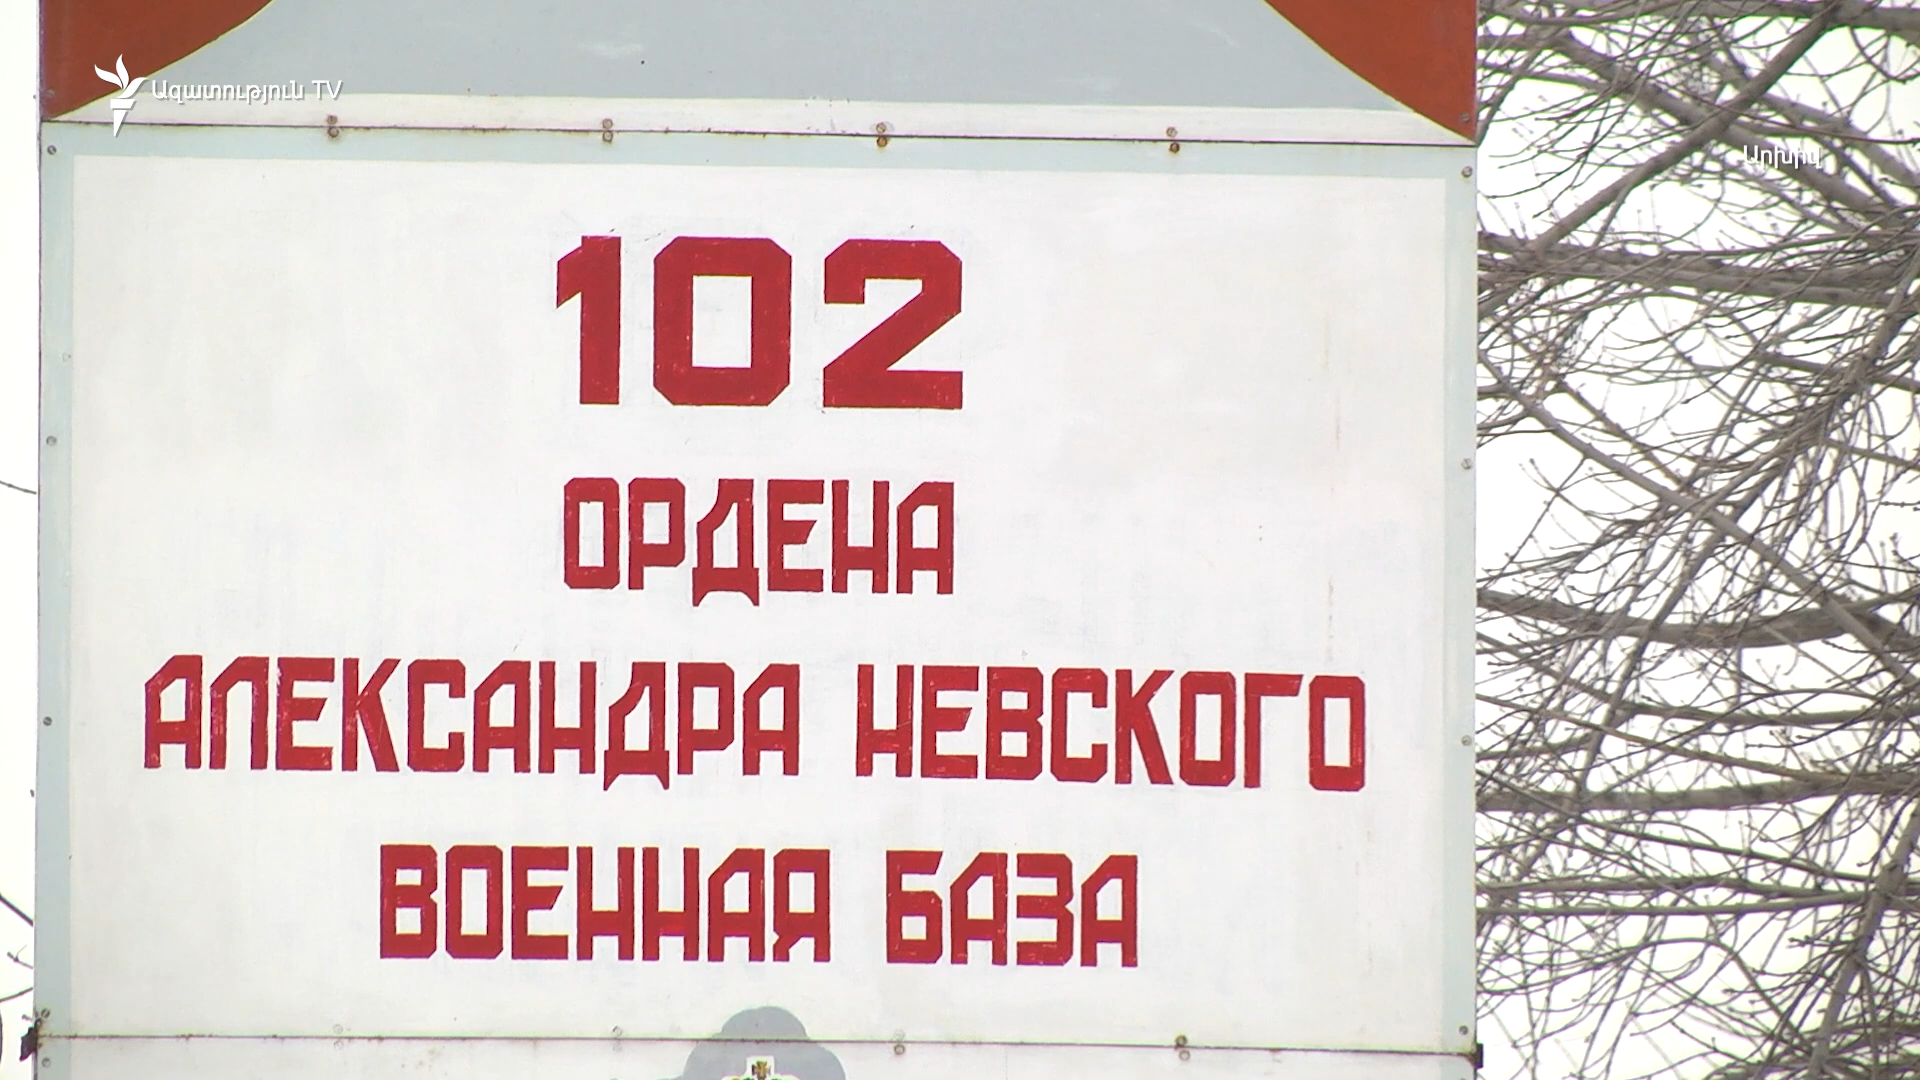 Ազատություն TV
Արխիվ
102
ОРДЕНА
АЛЕКСАНДРА НЕВСКОГО
ВОЕННАЯ БАЗА